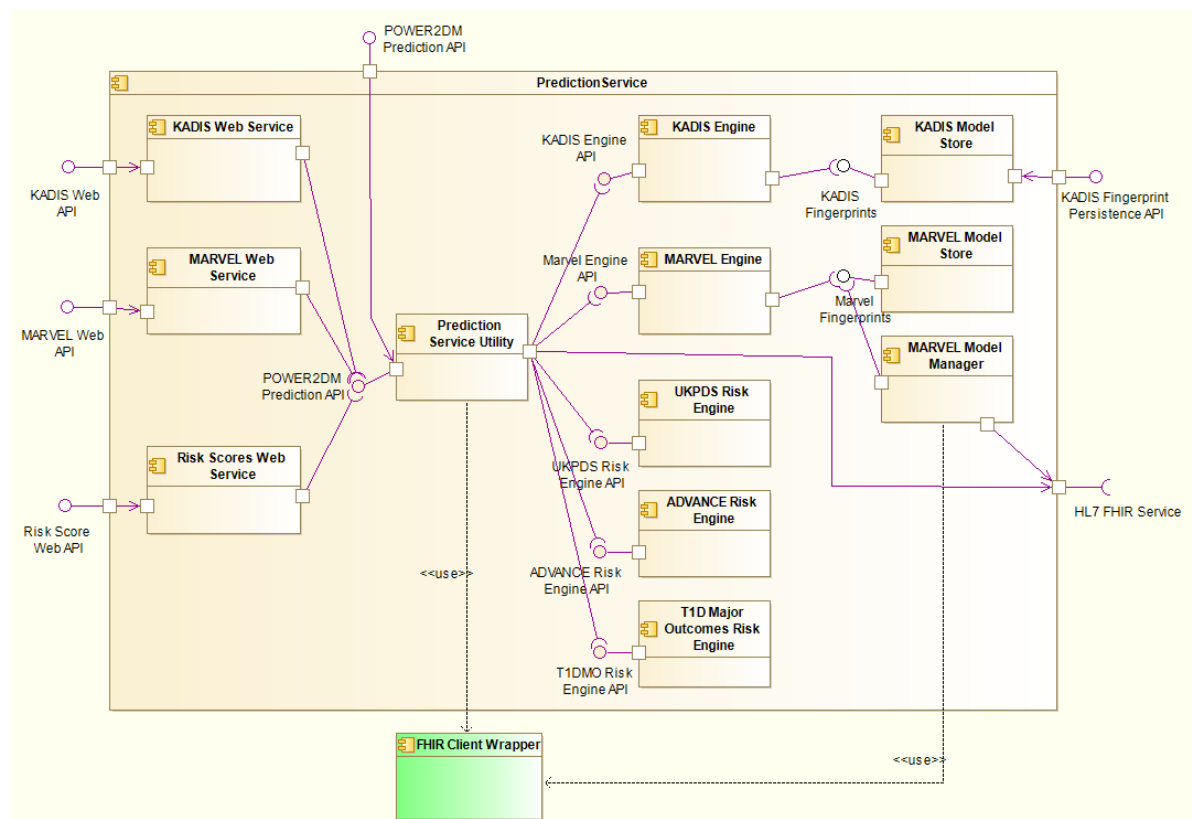 POWER2DM
Prediction API
PredictionService
KADIS Web Service
KADIS Web
API
MARVEL Web
Service
MARVEL Web
API
Risk Scores Web
Service
Risk Score
Web API
POWER2DM
Prediction API
Prediction
Service Utility
KADIS Engine
API
KADIS Engine
Marvel Engine
API
MARVEL Engine
UKPDS Risk
Engine
UKPDS Risk
Engine API
ADVANCE Risk
Engine
ADVANCE Risk
Engine API
T1D Major
Outcomes Risk
Engine
T1DMO Risk
Engine API
KADIS
Fingerprints
KADIS Model
Store
KADIS Fingerprint
Persistence API
Marvel
Fingerprints
MARVEL Model
Store
MARVEL Model
Manager
HL7 FHIR Service
<<use>>
<<use>>
FHIR Client Wrapper